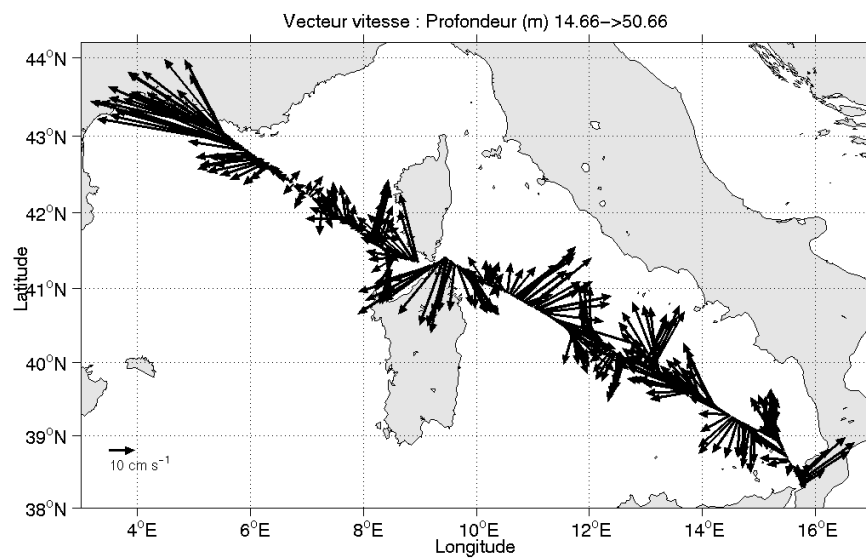 Vecteur vitesse : Profondeur (m) 14.66−>50.66
44°N
43°N
42°N
41°N
40°N
39°N
38°N
Latitude
10 cm s⁻¹
4°E
6°E
8°E
10°E
12°E
14°E
16°E
Longitude